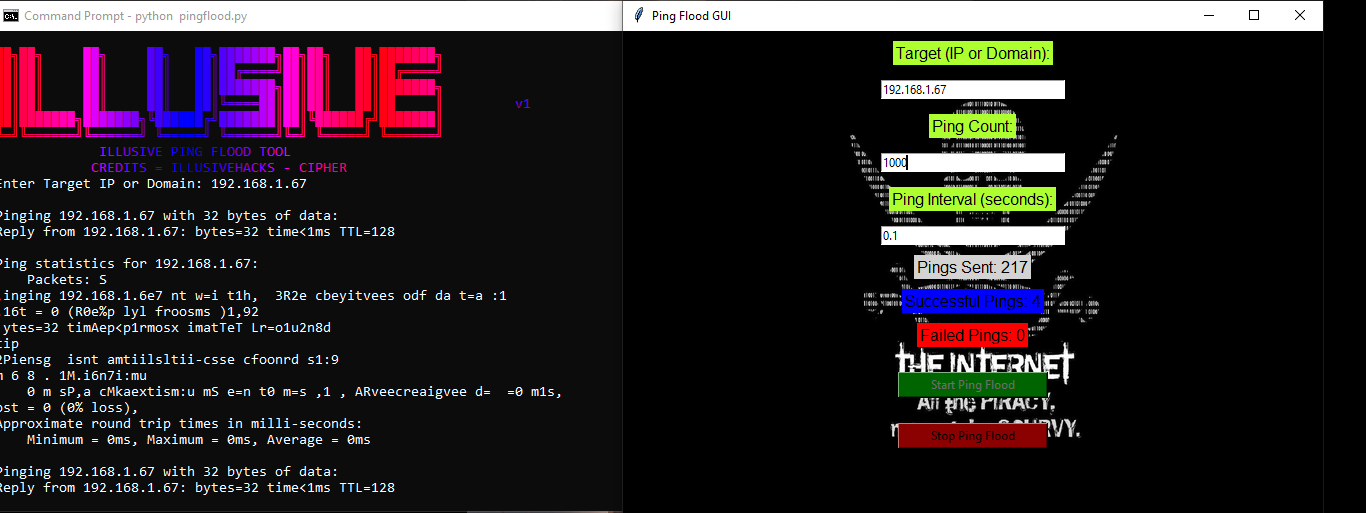 Command Prompt - python pingflood.py
ILLUSIVE
v1
ILLUSIVE PING FLOOD TOOL
CREDITS = ILLUSIVEHACKS - CIPHER
Enter Target IP or Domain: 192.168.1.67
Pinging 192.168.1.67 with 32 bytes of data:
Reply from 192.168.1.67: bytes=32 time<1ms TTL=128
Ping statistics for 192.168.1.67:
Packets: S
.inging 192.168.1.6e7 nt w=i t1h,  3R2e cbeyitvees odf da t=a :1
.16t = 0 (R0e%p lyl froosms )1,92
ytes=32 timAep<p1rmosx imatTeT Lr=o1u2n8d
tip
2Piensg  isnt amtiilsltii-csse cfoonrd s1:9
m 6 8 . 1M.i6n7i:mu
0 m sP,a cMkaextism:u mS e=n t0 m=s ,1 , ARveecreaigvee d=  =0 m1s,
ost = 0 (0% loss),
Approximate round trip times in milli-seconds:
Minimum = 0ms, Maximum = 0ms, Average = 0ms
Pinging 192.168.1.67 with 32 bytes of data:
Reply from 192.168.1.67: bytes=32 time<1ms TTL=128
Ping Flood GUI
Target (IP or Domain):
192.168.1.67
Ping Count:
1000
Ping Interval (seconds):
0.1
Pings Sent: 217
Successful Pings: 4
Failed Pings: 0
THE INTERNET
Start Ping Flood
All the PIRACY,
SCURVY.
Stop Ping Flood